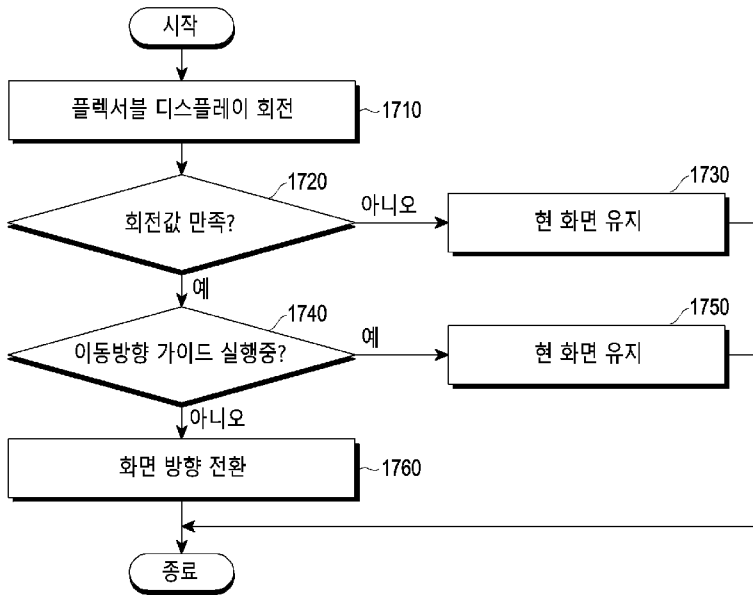 시작
플렉서블 디스플레이 회전
1710
1720
회전값 만족?
아니오
1730
현 화면 유지
예
1740
이동방향 가이드 실행중?
예
1750
현 화면 유지
아니오
화면 방향 전환
1760
종료